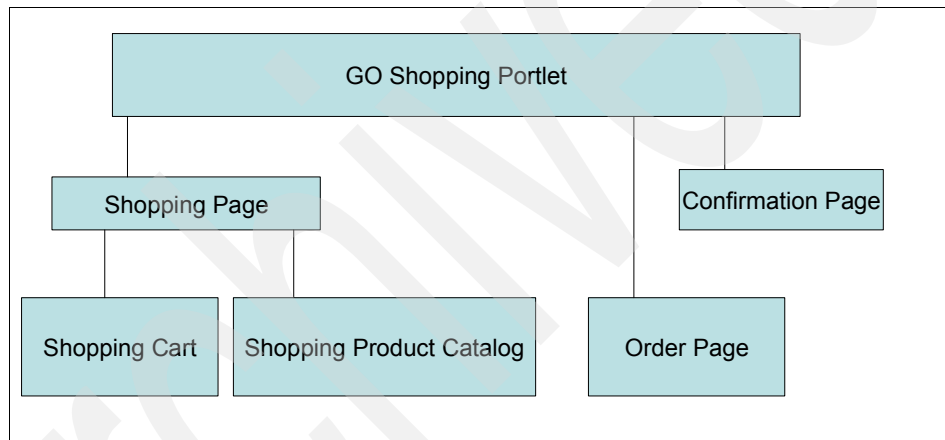 GO Shopping Portlet
Shopping Page
Confirmation Page
Shopping Cart
Shopping Product Catalog
Order Page